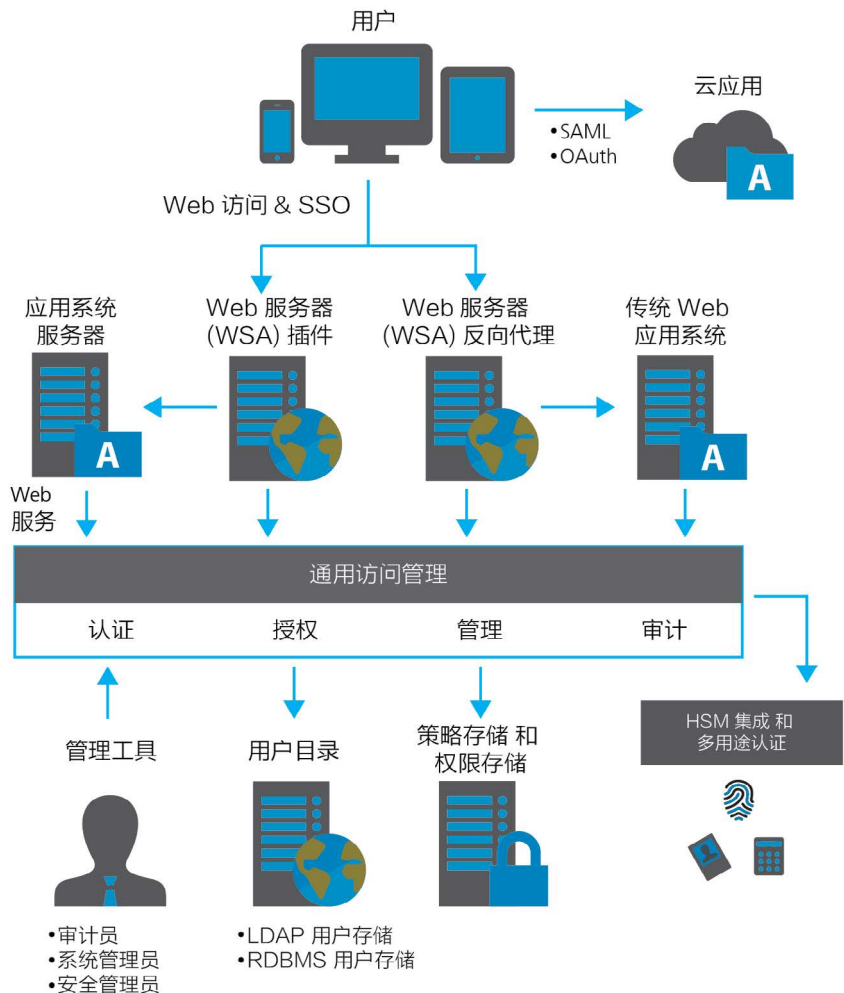 用户
云应用
•SAML
•OAuth
A
Web 访问 & SSO
应用系统
服务器
Web 服务器
(WSA) 插件
Web 服务器
(WSA) 反向代理
传统 Web
应用系统
A
A
Web
服务
通用访问管理
认证
授权
管理
审计
管理工具
用户目录
策略存储 和
权限存储
HSM 集成 和
多用途认证
•审计员
•系统管理员
•安全管理员
•LDAP 用户存储
•RDBMS 用户存储